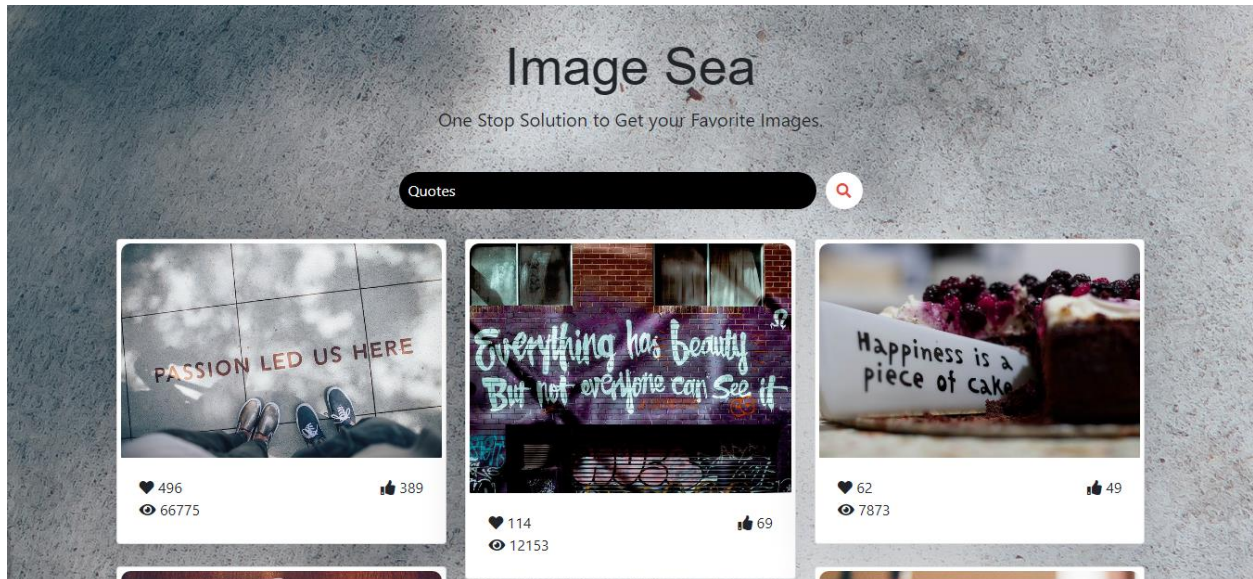 Image Sea
One Stop Solution to Get your Favorite Images.
Quotes
PASSION LED US HERE
496
389
66775
Everything has beauty
But not everyone can See it
114
69
12153
Happiness is a
piece of cake
62
49
7873